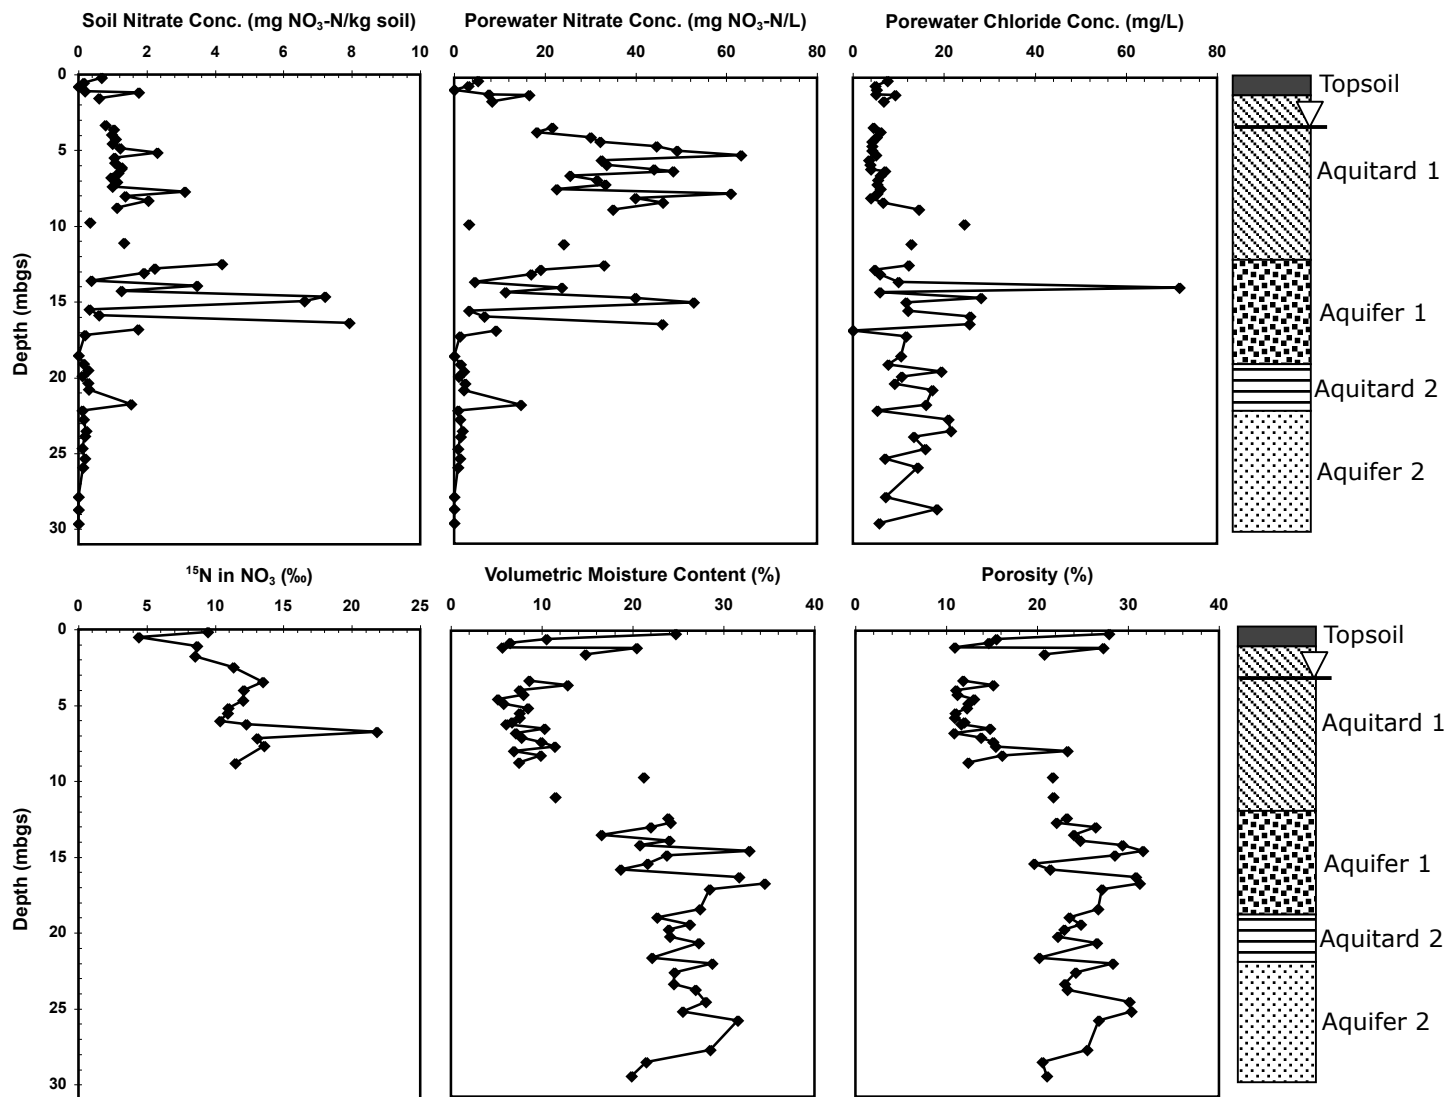 Soil Nitrate Conc. (mg NO₃-N/kg soil) Porewater Nitrate Conc. (mg NO₃-N/L) Porewater Chloride Conc. (mg/L)
0 2 4 6 8 10 0 20 40 60 80 0 20 40 60 80
0
5
10
15
20
25
30
Depth (mbgs)
Topsoil
Aquitard 1
Aquifer 1
Aquitard 2
Aquifer 2
¹⁵N in NO₃ (‰) Volumetric Moisture Content (%) Porosity (%)
0 5 10 15 20 25 0 10 20 30 40 0 10 20 30 40
0
5
10
15
20
25
30
Depth (mbgs)
Topsoil
Aquitard 1
Aquifer 1
Aquitard 2
Aquifer 2